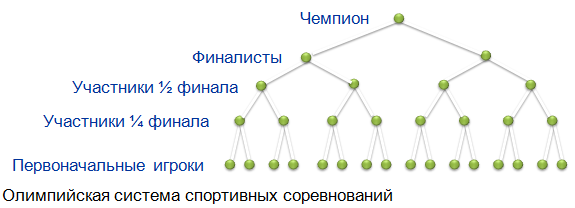 Чемпион
Финалисты
Участники ½ финала
Участники ¼ финала
Первоначальные игроки
Олимпийская система спортивных соревнований